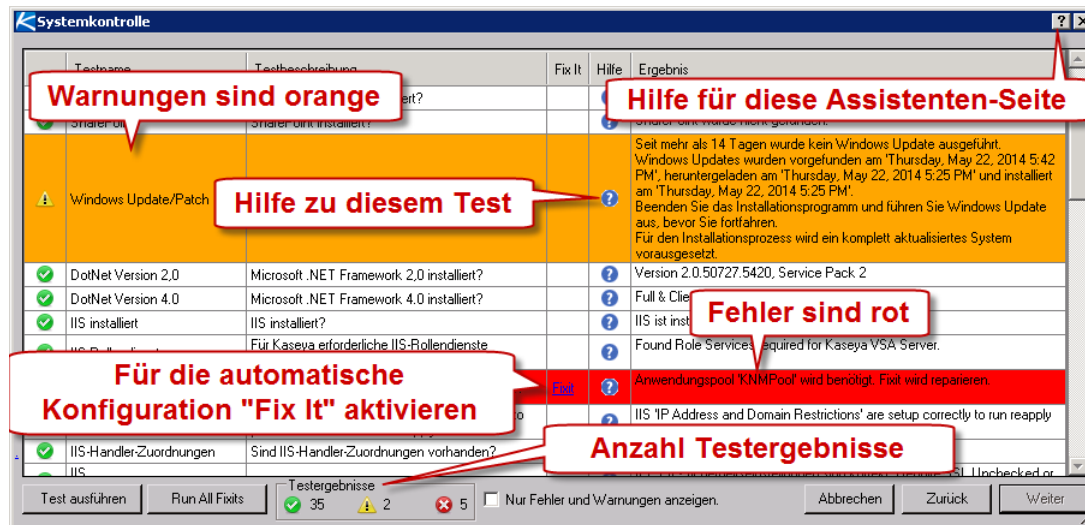 Systemkontrolle
Testname Testbeschreibung Fix It Hilfe Ergebnis
Warnungen sind orange
Hilfe für diese Assistenten-Seite
SharePoint SharePoint installiert? SharePoint wurde nicht gefunden.
Windows Update/Patch
Hilfe zu diesem Test
Seit mehr als 14 Tagen wurde kein Windows Update ausgeführt.
Windows Updates wurden vorgefunden am 'Thursday, May 22, 2014 5:42
PM', heruntergeladen am 'Thursday, May 22, 2014 5:25 PM' und installiert
am 'Thursday, May 22, 2014 5:25 PM'.
Beenden Sie das Installationsprogramm und führen Sie Windows Update
aus, bevor Sie fortfahren.
Für den Installationsprozess wird ein komplett aktualisiertes System
vorausgesetzt.
DotNet Version 2,0 Microsoft .NET Framework 2,0 installiert? Version 2.0.50727.5420, Service Pack 2
DotNet Version 4.0 Microsoft .NET Framework 4.0 installiert? Full &
IIS installiert IIS installiert? IIS ist
Fehler sind rot
Für Kaseya erforderliche IIS-Rollendienste
Found Role Services required for Kaseya VSA Server.
Für die automatische
Konfiguration "Fix It" aktivieren
Fixit Anwendungspool 'KNMPool' wird benötigt. Fixit wird reparieren.
IIS 'IP Address and Domain Restrictions' are setup correctly to run reapply
Anzahl Testergebnisse
IIS-Handler-Zuordnungen Sind IIS-Handler-Zuordnungen vorhanden?
IIS
Test ausführen Run All Fixits Testergebnisse 35 2 5 Nur Fehler und Warnungen anzeigen. Abbrechen Zurück Weiter